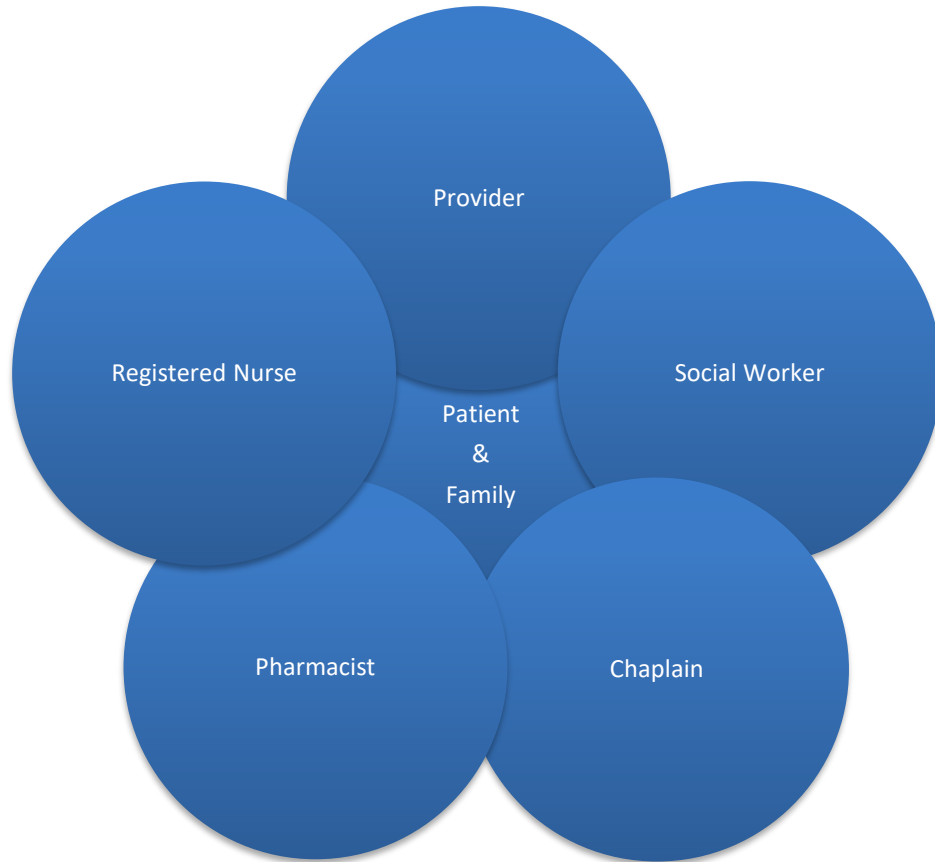 Provider
Registered Nurse
Social Worker
Patient
&
Family
Pharmacist
Chaplain